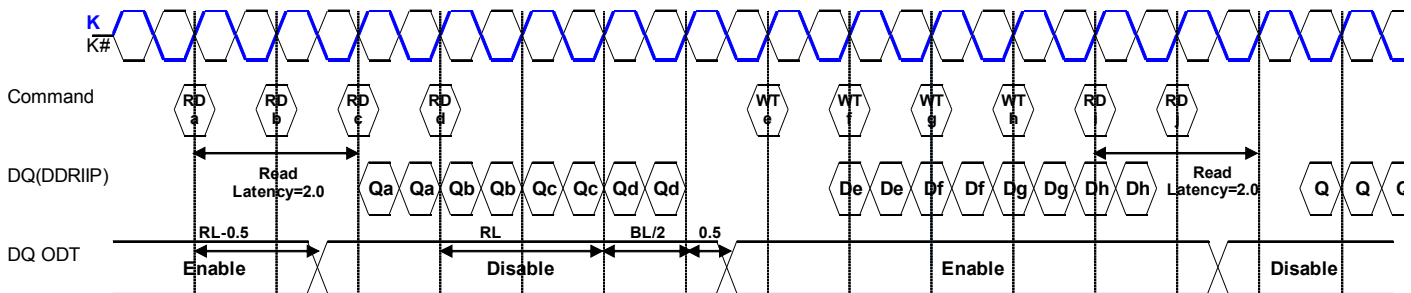 K
K#
Command
RD a RD b RD c RD d WT e WT f WT g WT h RD i RD j
DQ(DDRIIP)
Read Latency=2.0
Qa Qa Qb Qb Qc Qc Qd Qd De De Df Df Dg Dg Dh Dh
Read Latency=2.0
Q Q
DQ ODT
RL-0.5 RL BL/2 0.5
Enable Disable Enable Disable